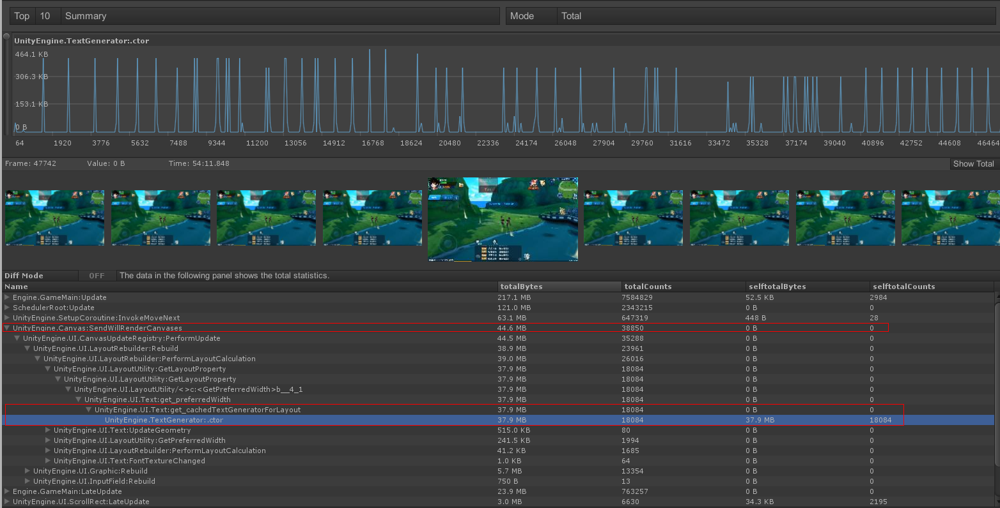 Top 10 Summary Mode Total
UnityEngine.TextGenerator:.ctor
464.1 KB
306.3 KB
153.1 KB
0 B
64 1920 3776 5632 7488 9344 11200 13056 14912 16768 18624 20480 22336 24174 26048 27904 29760 31616 33472 35328 37174 39040 40896 42752 44608 46464
Frame: 47742 Value: 0 B Time: 54:11.848 Show Total
Diff Mode OFF The data in the following panel shows the total statistics.
Name totalBytes totalCounts selftotalBytes selftotalCounts
Engine.GameMain:Update 217.1 MB 7584829 52.5 KB 2984
SchedulerRoot:Update 121.0 MB 2343215 0 B 0
UnityEngine.SetupCoroutine:InvokeMoveNext 63.1 MB 647319 448 B 28
UnityEngine.Canvas:SendWillRenderCanvases 44.6 MB 38850 0 B 0
UnityEngine.UI.CanvasUpdateRegistry:PerformUpdate 44.5 MB 35288 0 B 0
UnityEngine.UI.LayoutRebuilder:Rebuild 38.9 MB 23961 0 B 0
UnityEngine.UI.LayoutRebuilder:PerformLayoutCalculation 39.0 MB 26016 0 B 0
UnityEngine.UI.LayoutUtility:GetLayoutProperty 37.9 MB 18084 0 B 0
UnityEngine.UI.LayoutUtility:GetLayoutProperty 37.9 MB 18084 0 B 0
UnityEngine.UI.LayoutUtility/<>c:<GetPreferredWidth>b__4_1 37.9 MB 18084 0 B 0
UnityEngine.UI.Text:get_preferredWidth 37.9 MB 18084 0 B 0
UnityEngine.UI.Text:get_cachedTextGeneratorForLayout 37.9 MB 18084 0 B 0
UnityEngine.TextGenerator:.ctor 37.9 MB 18084 37.9 MB 18084
UnityEngine.UI.Text:UpdateGeometry 515.0 KB 80 0 B 0
UnityEngine.UI.LayoutUtility:GetPreferredWidth 241.5 KB 1994 0 B 0
UnityEngine.UI.LayoutRebuilder:PerformLayoutCalculation 41.2 KB 1685 0 B 0
UnityEngine.UI.Text:FontTextureChanged 1.0 KB 64 0 B 0
UnityEngine.UI.Graphic:Rebuild 5.7 MB 13354 0 B 0
UnityEngine.UI.InputField:Rebuild 750 B 13 0 B 0
Engine.GameMain:LateUpdate 23.9 MB 763257 0 B 0
UnityEngine.UI.ScrollRect:LateUpdate 3.0 MB 6630 34.3 KB 2195